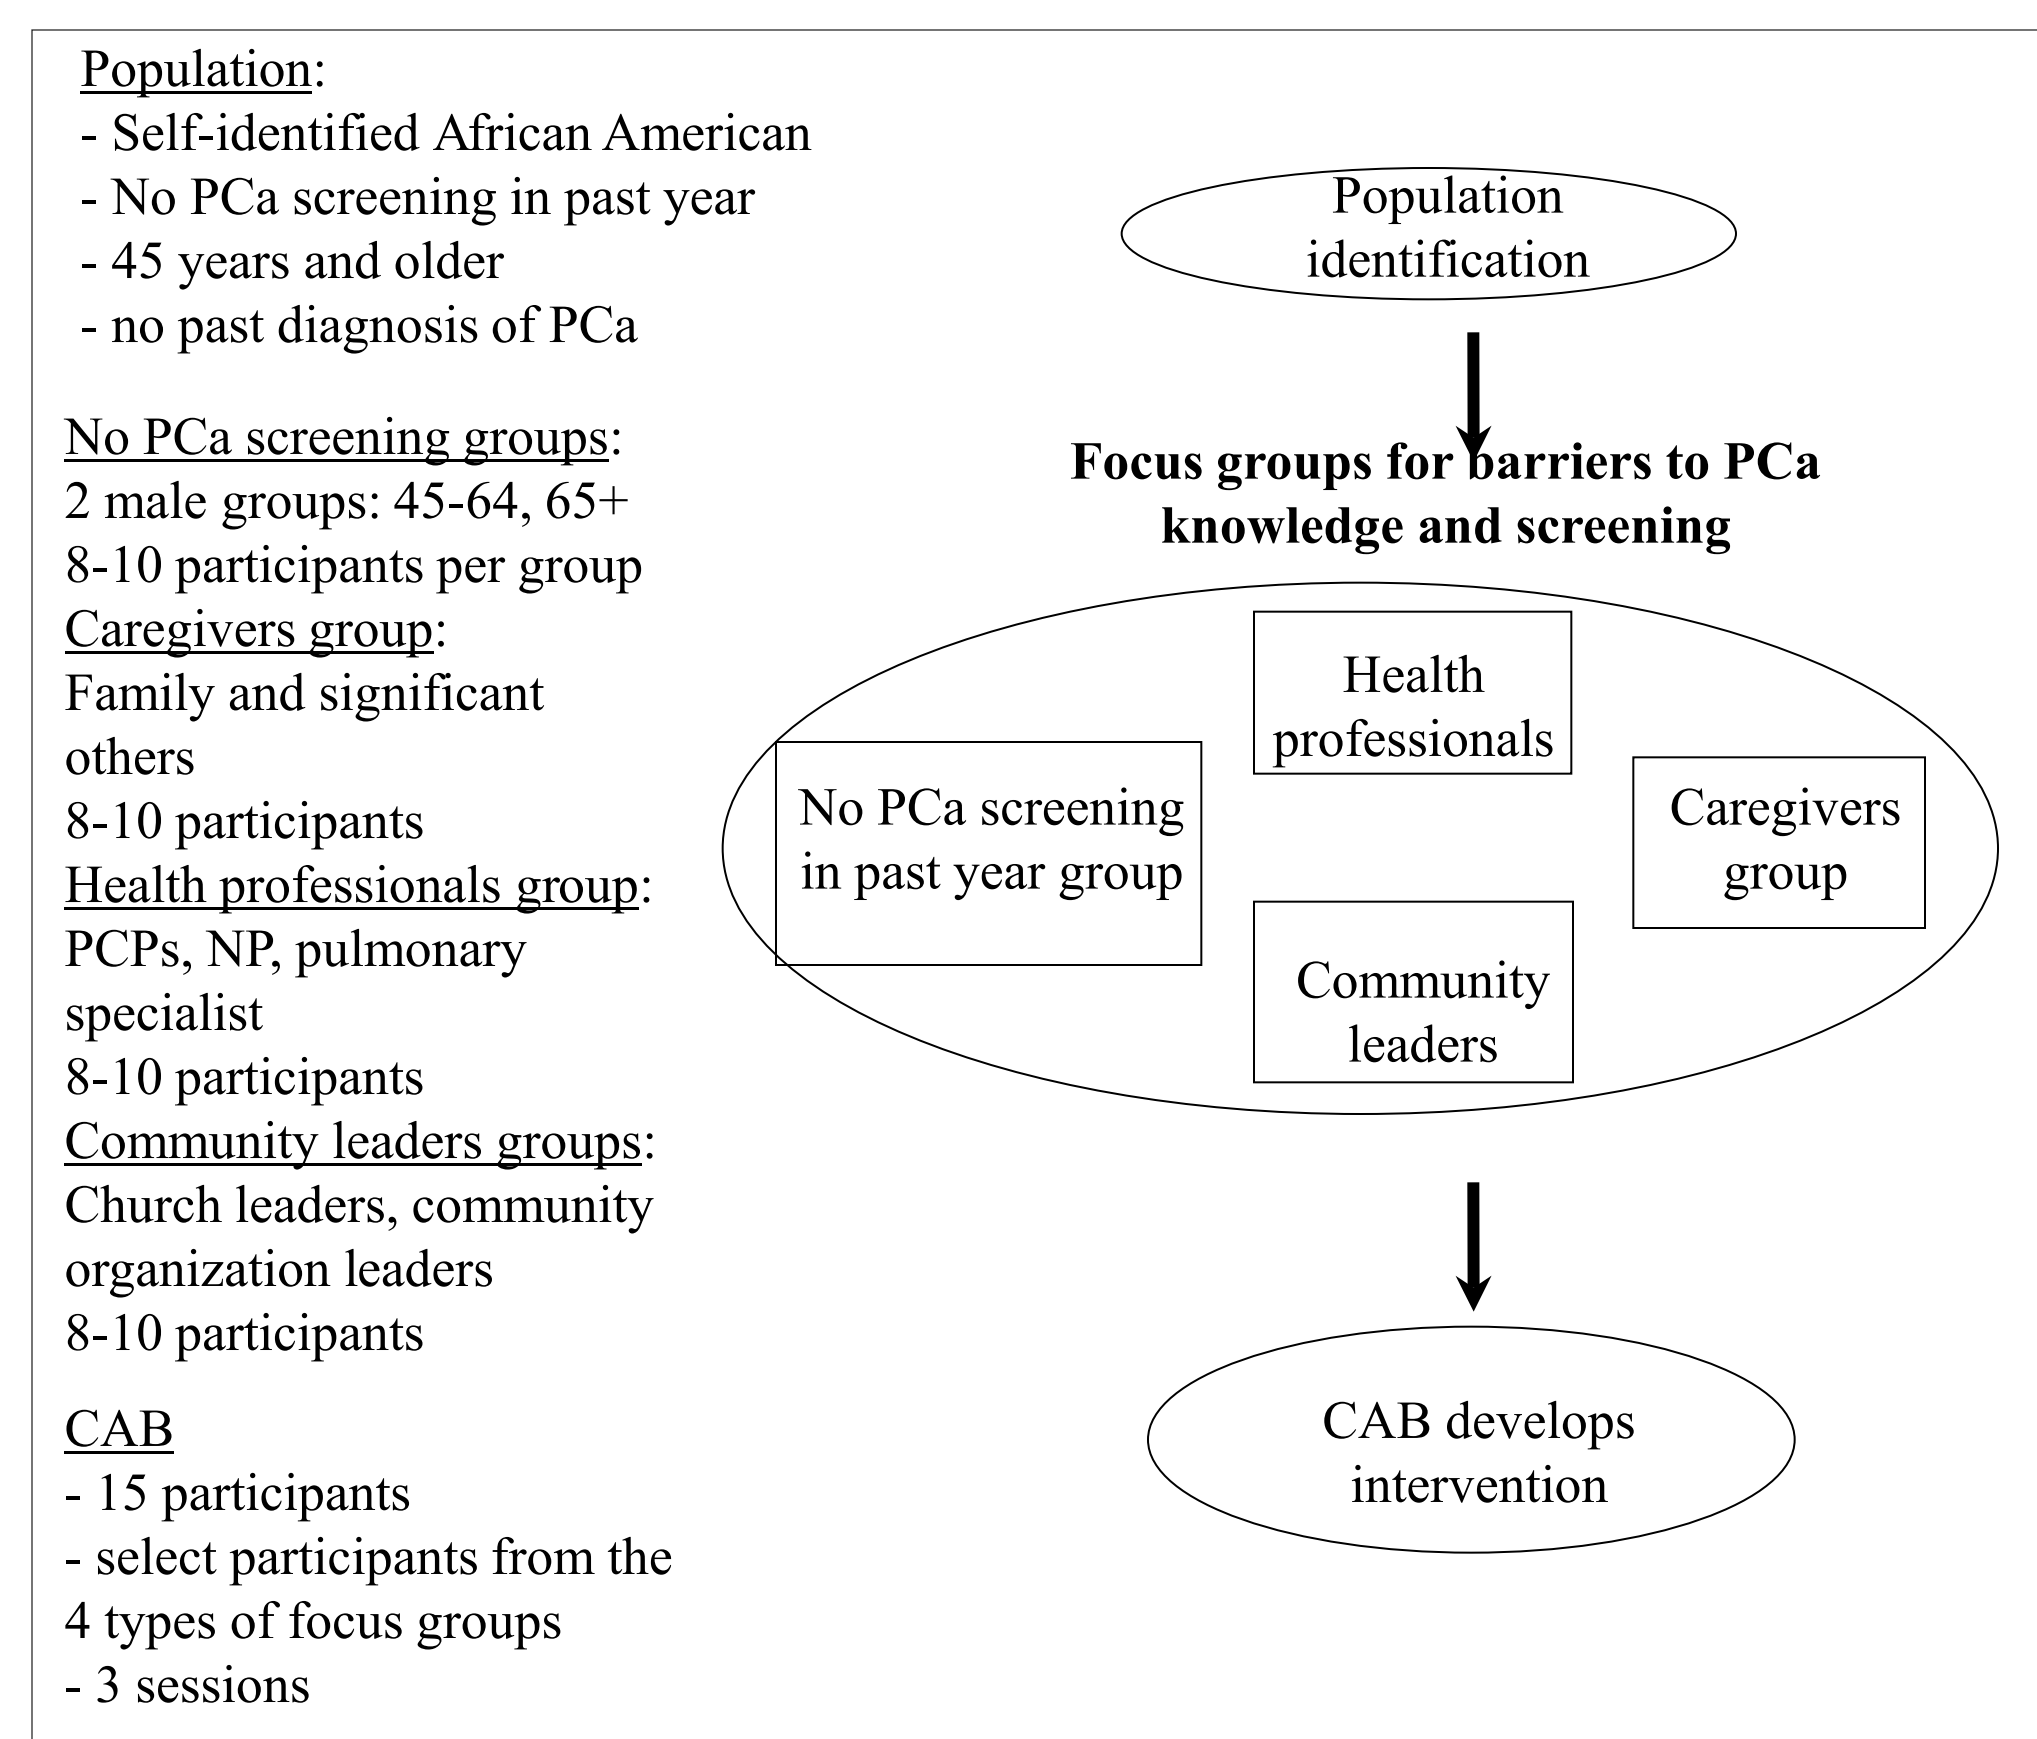 Population:
- Self-identified African American
- No PCa screening in past year
- 45 years and older
- no past diagnosis of PCa
No PCa screening groups:
2 male groups: 45-64, 65+
8-10 participants per group
Caregivers group:
Family and significant
others
8-10 participants
Health professionals group:
PCPs, NP, pulmonary
specialist
8-10 participants
Community leaders groups:
Church leaders, community
organization leaders
8-10 participants
CAB
- 15 participants
- select participants from the
4 types of focus groups
- 3 sessions
Population
identification
Focus groups for barriers to PCa
knowledge and screening
Health
professionals
No PCa screening
in past year group
Caregivers
group
Community
leaders
CAB develops
intervention